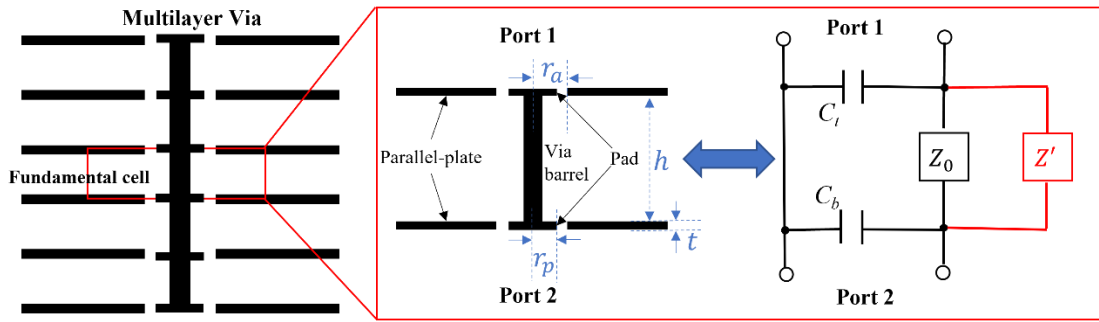 Multilayer Via
Fundamental cell
Port 1
r_a
Parallel-plate
Via
barrel
Pad
h
t
r_p
Port 2
Port 1
C_t
Z_0
Z'
C_b
Port 2